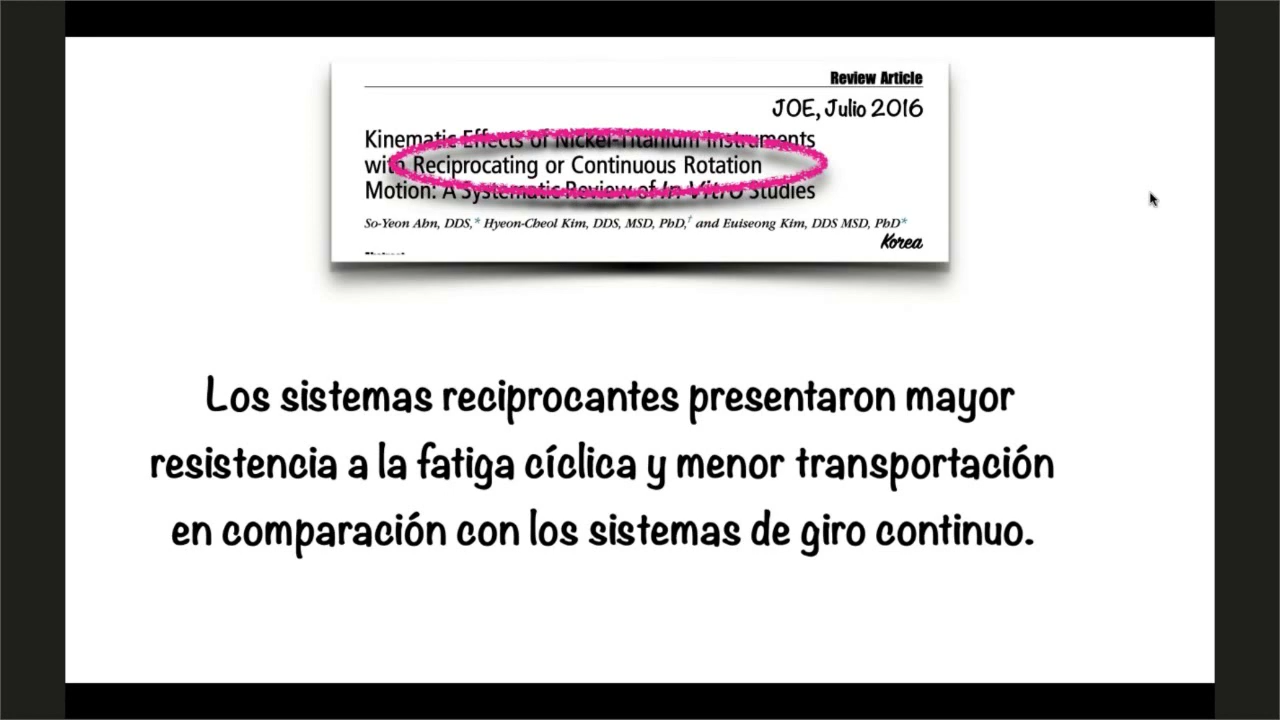 Review Article
JOE, Julio 2016
Kinematic Effects of Nickel-Titanium Instruments
with Reciprocating or Continuous Rotation
Motion: A Systematic Review of In Vitro Studies
So-Yeon Ahn, DDS,* Hyeon-Cheol Kim, DDS, MSD, PhD,† and Euiseong Kim, DDS MSD, PhD*
Korea
Los sistemas reciprocantes presentaron mayor
resistencia a la fatiga cíclica y menor transportación
en comparación con los sistemas de giro continuo.